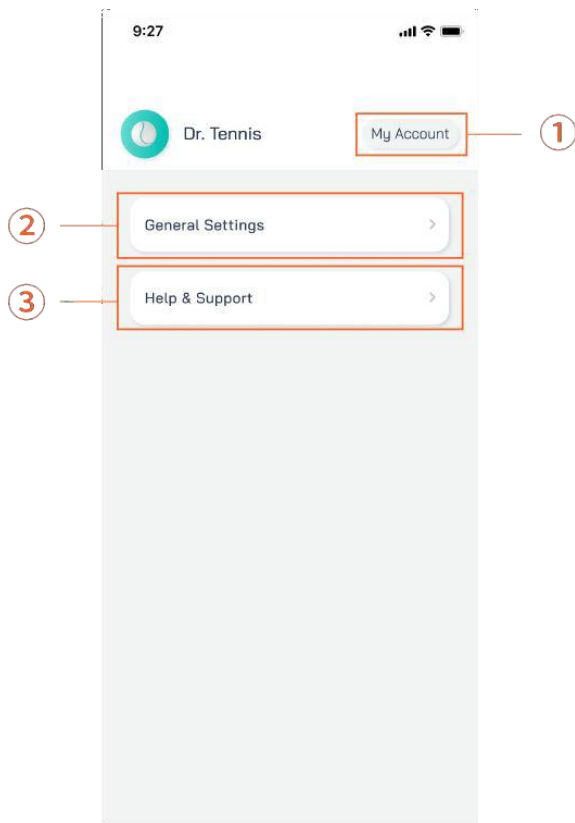 9:27
Dr. Tennis
My Account
①
② General Settings
③ Help & Support